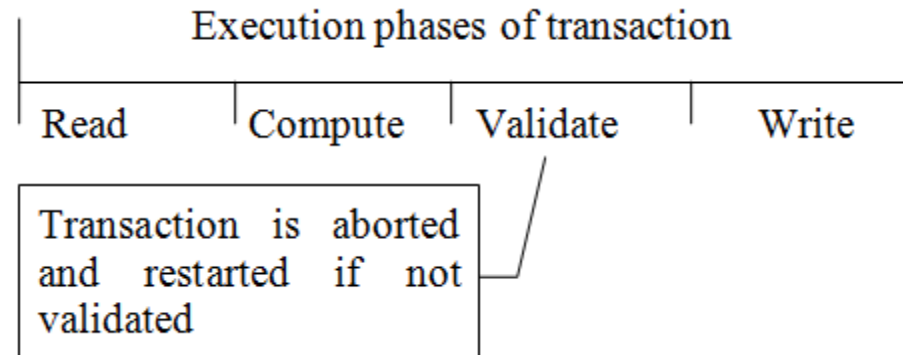 Execution phases of transaction
Read Compute Validate Write
Transaction is aborted
and restarted if not
validated